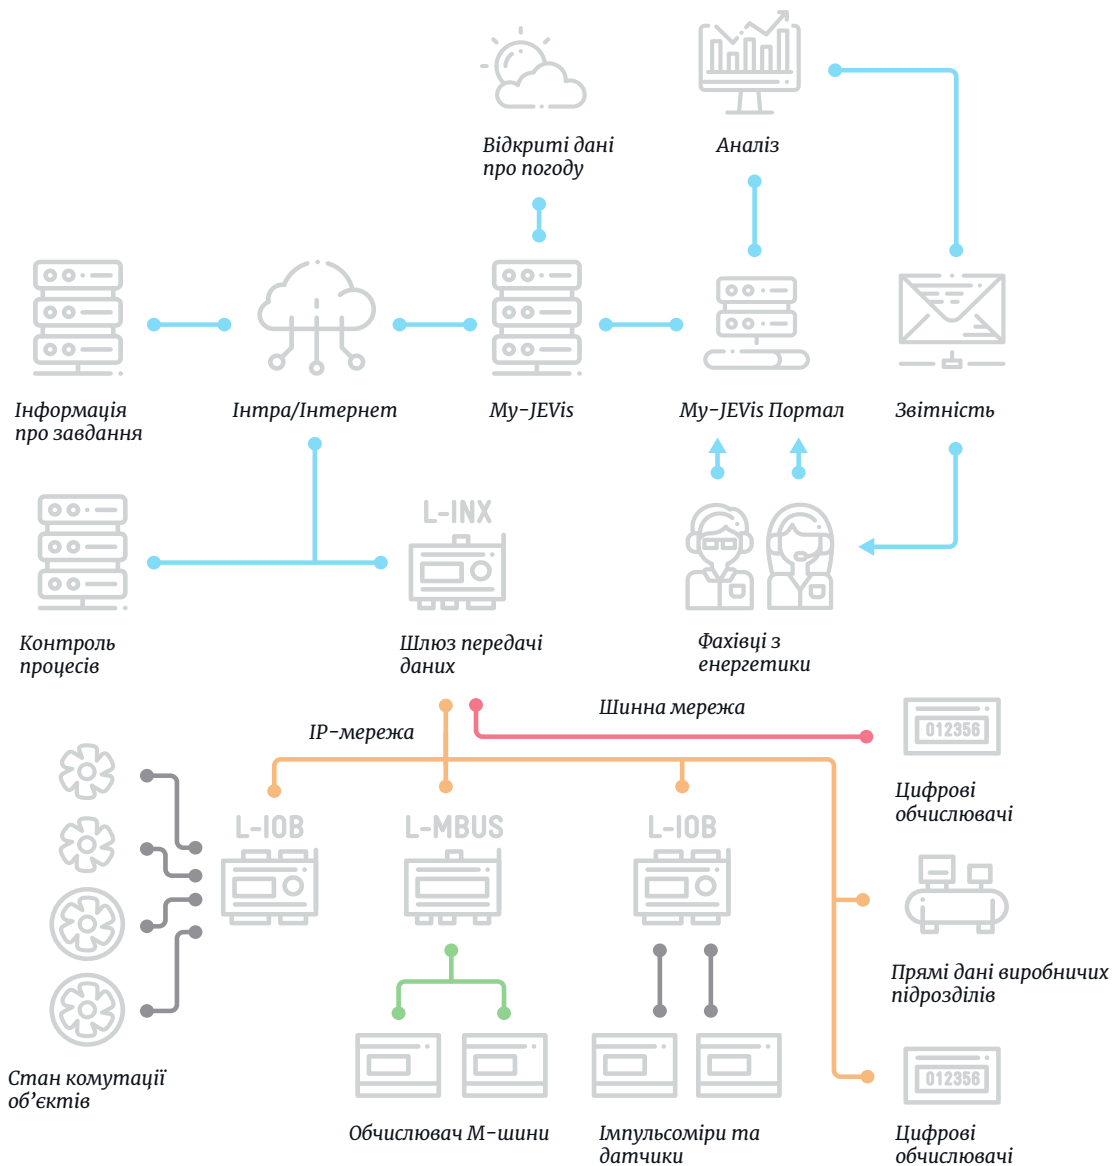 Відкриті дані
про погоду
Аналіз
Інформація
про завдання
Інтра/Інтернет
My-JEVis
My-JEVis Портал
Звітність
L-INX
Контроль
процесів
Шлюз передачі
даних
Фахівці з
енергетики
Шинна мережа
IP-мережа
012356
Цифрові
обчислювачі
L-IOB
L-MBUS
L-IOB
Прямі дані виробничих
підрозділів
Стан комутації
об’єктів
012356
Обчислювач М-шини
Імпульсоміри та
датчики
Цифрові
обчислювачі